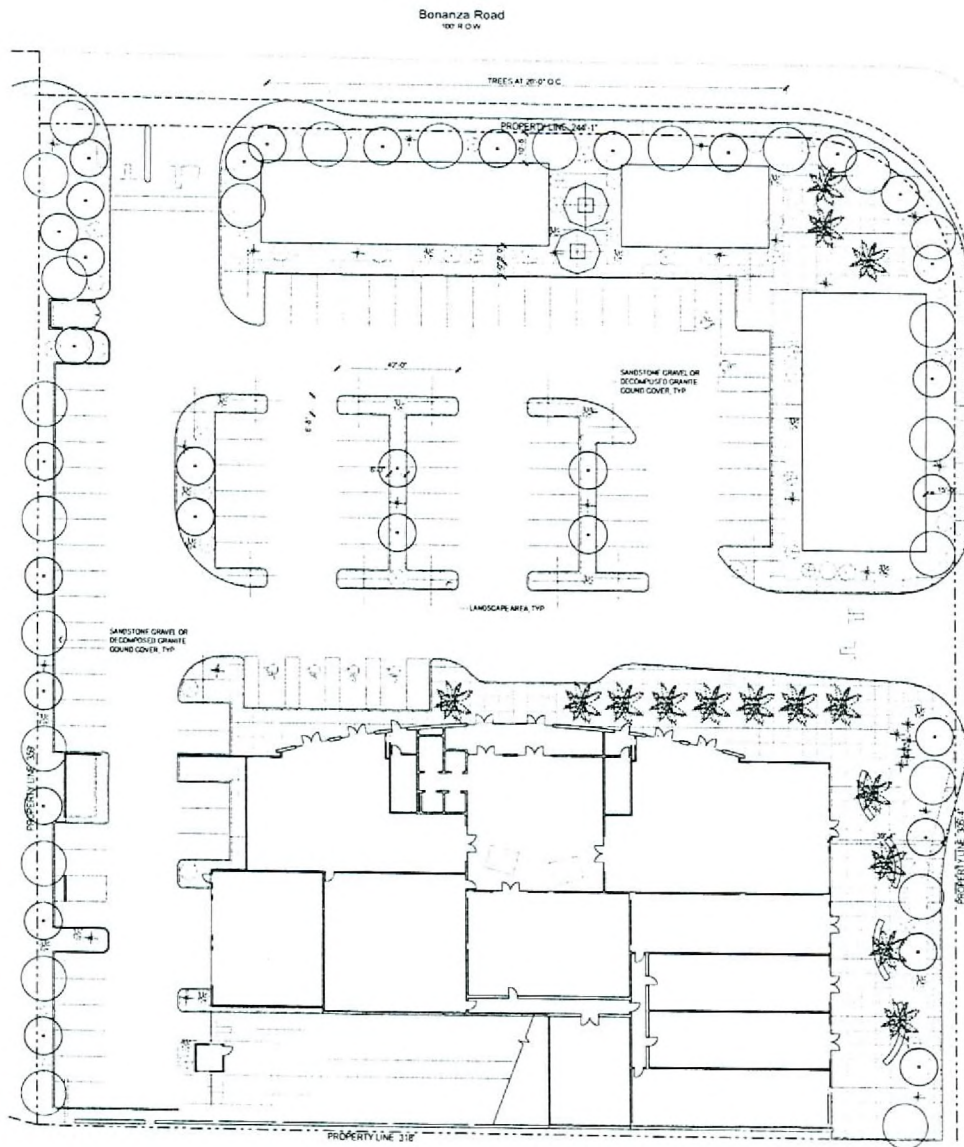 Bonanza Road
100' R.O.W
TREES AT 20'-0" O.C.
PROPERTY LINE 244'-1"
42'-0"
SANDSTONE GRAVEL OR
DECOMPOSED GRANITE
GOUND COVER, TYP
LANDSCAPE AREA, TYP
SANDSTONE GRAVEL OR
DECOMPOSED GRANITE
GOUND COVER, TYP
PROPERTY LINE 358'
PROPERTY LINE
PROPERTY LINE 318'